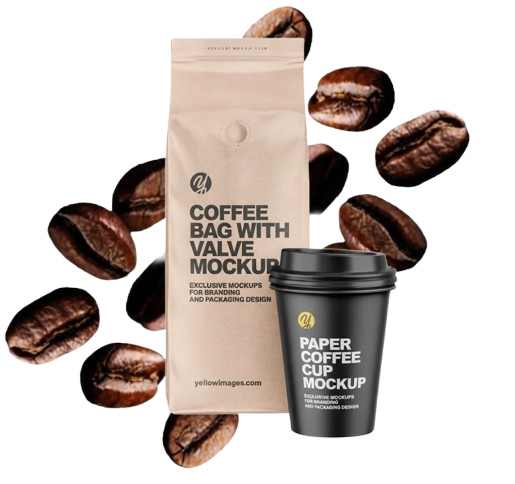 COFFEE
BAG WITH
VALVE
MOCKUP
EXCLUSIVE MOCKUPS
FOR BRANDING
AND PACKAGING DESIGN
yellowimages.com
PAPER
COFFEE
CUP
MOCKUP
EXCLUSIVE MOCKUPS
FOR BRANDING
AND PACKAGING DESIGN